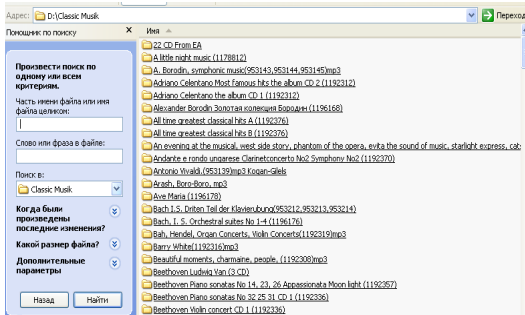 Адрес: D:\Classic Musik Переход
Помощник по поиску × Имя
Произвести поиск по одному или всем критериям.
Часть имени файла или имя файла целиком:
Слово или фраза в файле:
Поиск в:
Classic Musik
Когда были произведены последние изменения?
Какой размер файла?
Дополнительные параметры
Назад Найти
22 CD From EA
A little night music (1178812)
A. Borodin, symphonic music(953143,953144,953145)mp3
Adriano Celentano Most famous hits the album CD 2 (1192312)
Adriano Celentano the album CD 1 (1192312)
Alexander Borodin Золотая колекция Бородин (1196168)
All time greatest classical hits A (1192376)
All time greatest classical hits B (1192376)
An evening at the musical, west side story, phantom of the opera, evita the sound of music, starlight express, cats
Andante e rondo ungarese Clarinetconcerto No2 Symphony No2 (1192370)
Antonio Vivaldi.(953139)mp3 Kogan-Gilels
Arash, Boro-Boro, mp3
Ave Maria (1196178)
Bach I.S. Driten Teil der Klavierubung(953212,953213,953214)
Bach, I. S. Orchestral suites No 1-4 (1196176)
Bah, Hendel, Organ Concerts, Violin Concerts(1192319)mp3
Barry White(1192316)mp3
Beautiful moments, charmaine, people, (1192308)mp3
Beethoven Ludwig Van (3 CD)
Beethoven Piano sonatas No 14, 23, 26 Appassionata Moon light (1192357)
Beethoven Piano sonatas No 32 25 31 CD 1 (1192336)
Beethoven Violin concert CD 1 (1192336)